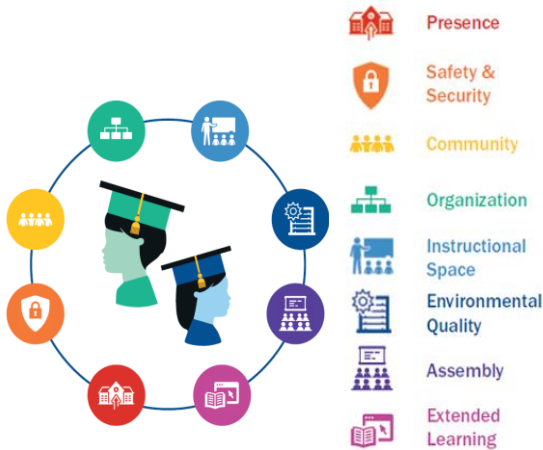 Presence
Safety &
Security
Community
Organization
Instructional
Space
Environmental
Quality
Assembly
Extended
Learning